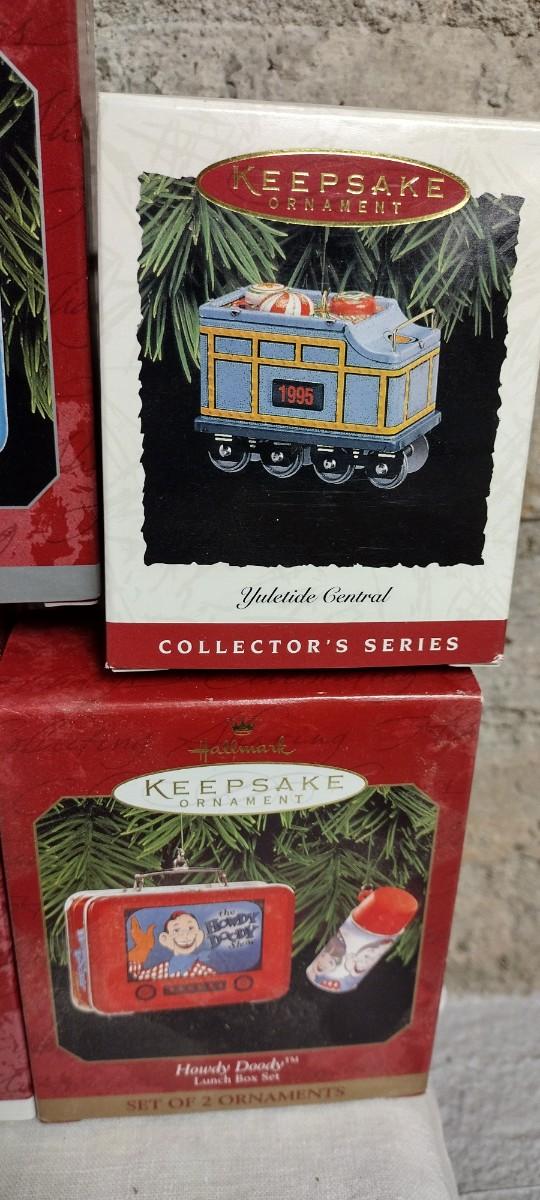 KEEPSAKE
ORNAMENT
1995
Yuletide Central
COLLECTOR'S SERIES
Hallmark
KEEPSAKE
ORNAMENT
the
HOWDY
DOODY
Show
Howdy Doody™
Lunch Box Set
SET OF 2 ORNAMENTS